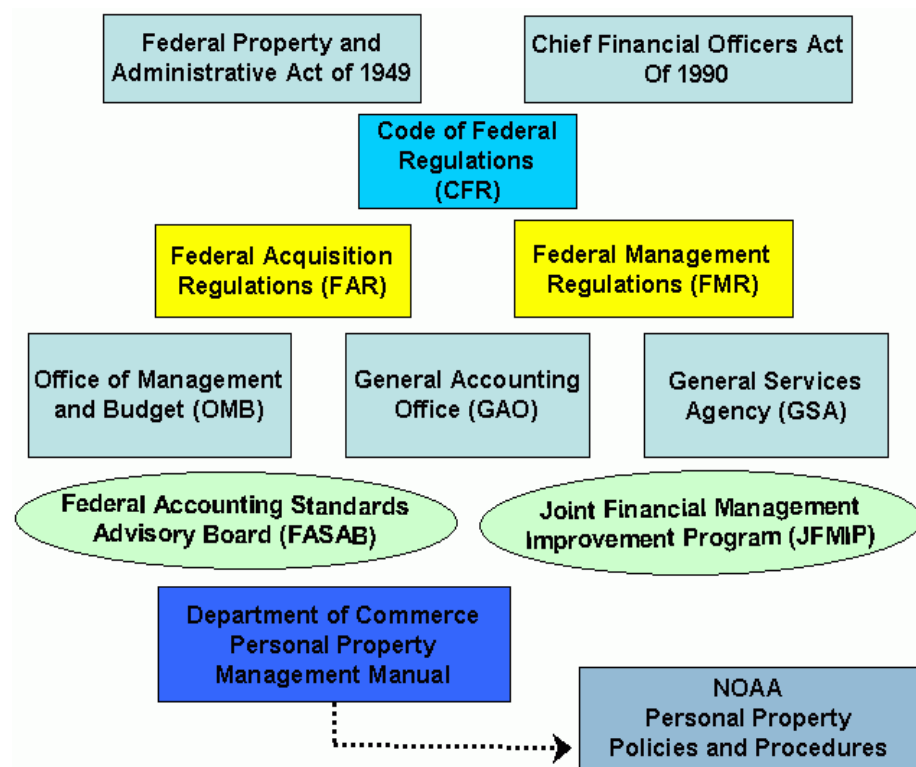 Federal Property and
Administrative Act of 1949
Chief Financial Officers Act
Of 1990
Code of Federal
Regulations
(CFR)
Federal Acquisition
Regulations (FAR)
Federal Management
Regulations (FMR)
Office of Management
and Budget (OMB)
General Accounting
Office (GAO)
General Services
Agency (GSA)
Federal Accounting Standards
Advisory Board (FASAB)
Joint Financial Management
Improvement Program (JFMIP)
Department of Commerce
Personal Property
Management Manual
NOAA
Personal Property
Policies and Procedures